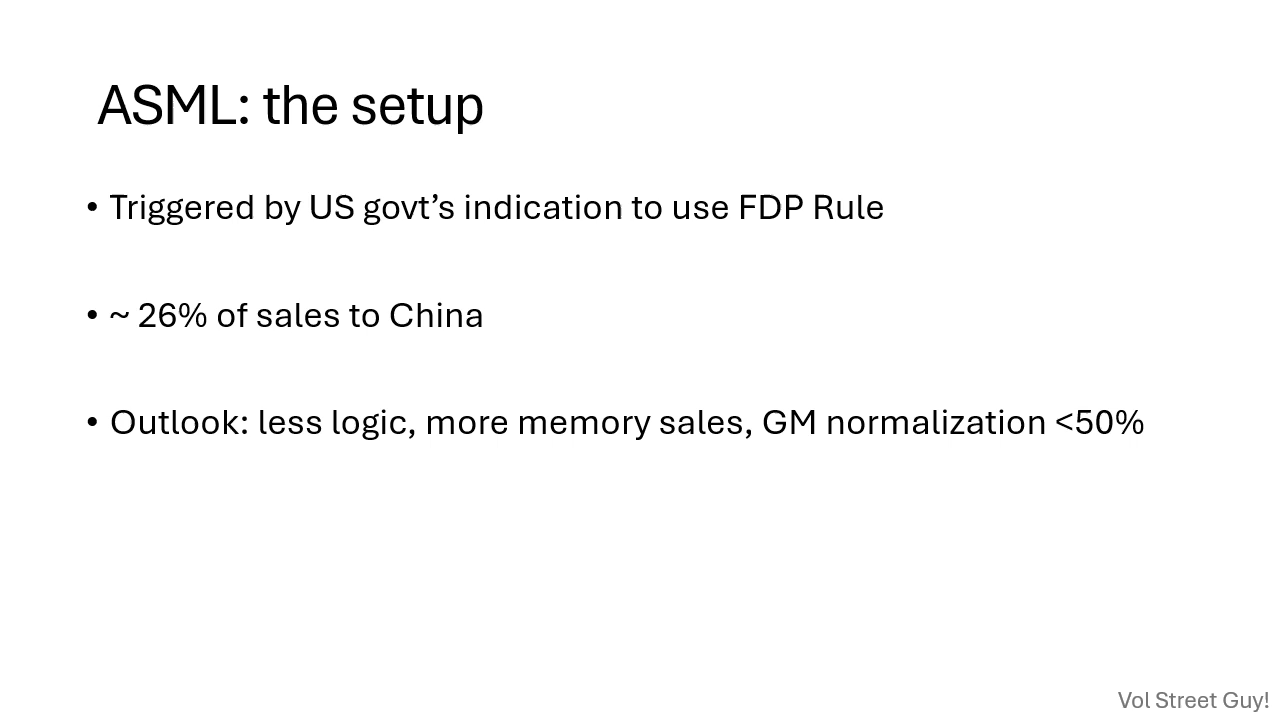 ASML: the setup
• Triggered by US govt’s indication to use FDP Rule
• ~ 26% of sales to China
• Outlook: less logic, more memory sales, GM normalization <50%
Vol Street Guy!